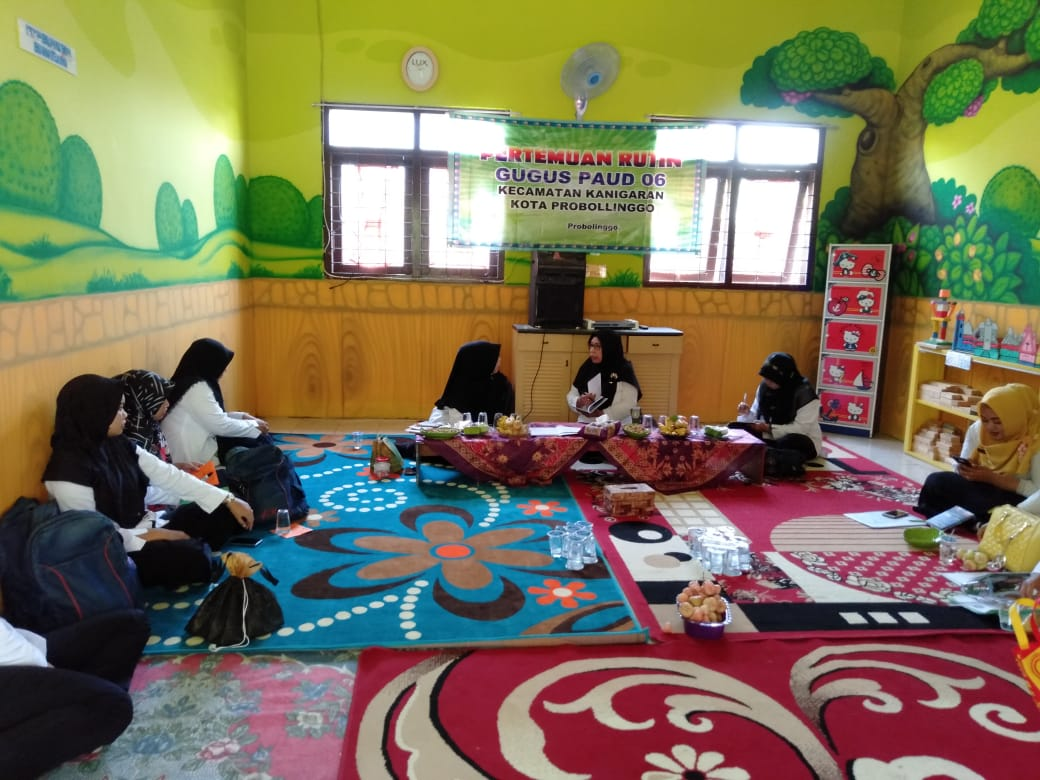 LUX
PERTEMUAN RUTIN
GUGUS PAUD 06
KECAMATAN KANIGARAN
KOTA PROBOLLINGGO
Probolinggo